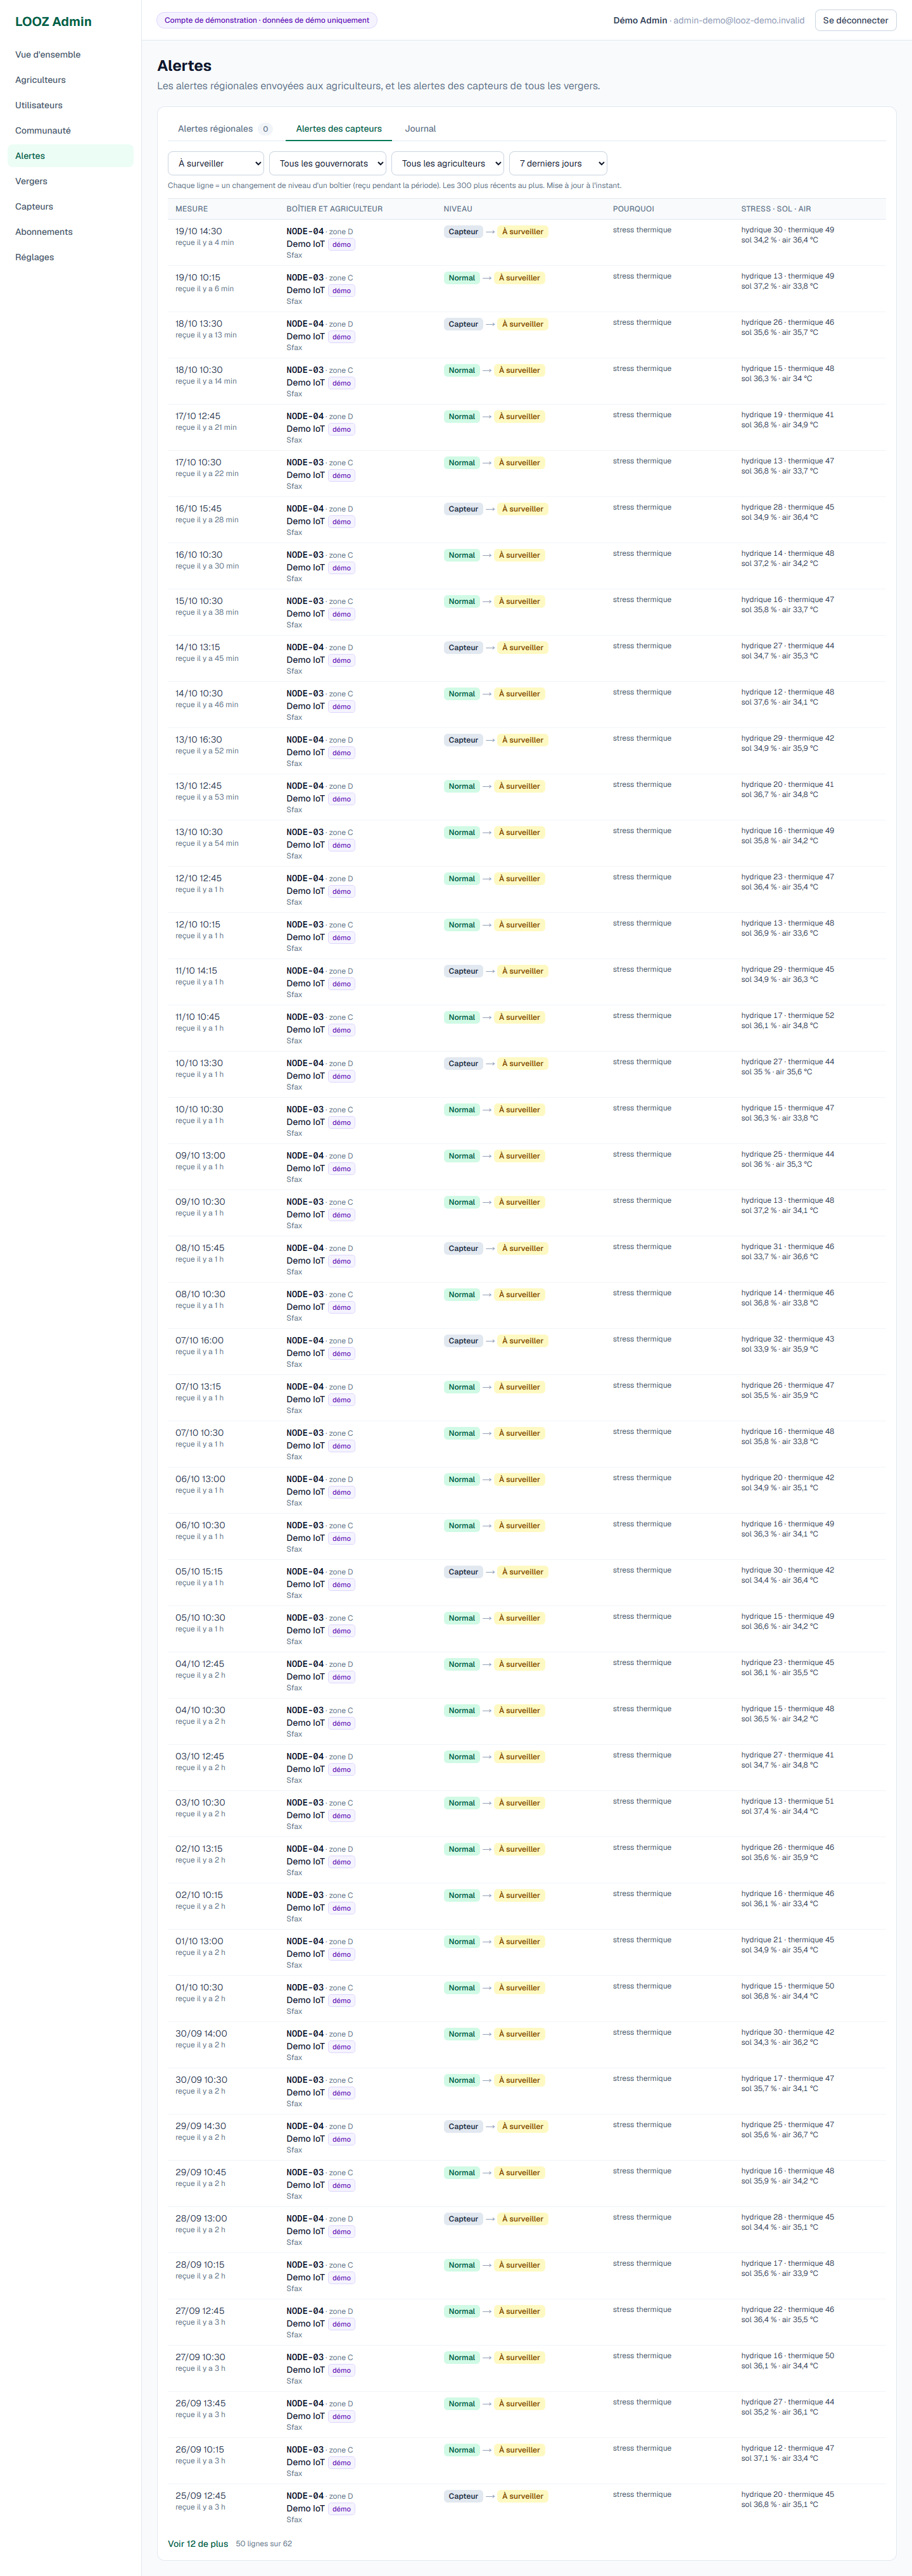 LOOZ Admin
Compte de démonstration · données de démo uniquement
Démo Admin · admin-demo@looz-demo.invalid
Se déconnecter
Vue d'ensemble
Agriculteurs
Utilisateurs
Communauté
Alertes
Vergers
Capteurs
Abonnements
Réglages
Alertes
Les alertes régionales envoyées aux agriculteurs, et les alertes des capteurs de tous les vergers.
Alertes régionales 0
Alertes des capteurs
Journal
À surveiller
Tous les gouvernorats
Tous les agriculteurs
7 derniers jours
Chaque ligne = un changement de niveau d'un boîtier (reçu pendant la période). Les 300 plus récents au plus. Mise à jour à l'instant.
MESURE BOÎTIER ET AGRICULTEUR NIVEAU POURQUOI STRESS · SOL · AIR
19/10 14:30 NODE-04 · zone D Capteur → À surveiller stress thermique hydrique 30 · thermique 49
reçue il y a 4 min Demo IoT démo sol 34,2 % · air 36,4 °C
Sfax
19/10 10:15 NODE-03 · zone C Normal → À surveiller stress thermique hydrique 13 · thermique 49
reçue il y a 6 min Demo IoT démo sol 37,2 % · air 33,8 °C
Sfax
18/10 13:30 NODE-04 · zone D Capteur → À surveiller stress thermique hydrique 26 · thermique 46
reçue il y a 13 min Demo IoT démo sol 35,6 % · air 35,7 °C
Sfax
18/10 10:30 NODE-03 · zone C Normal → À surveiller stress thermique hydrique 15 · thermique 48
reçue il y a 14 min Demo IoT démo sol 36,3 % · air 34 °C
Sfax
17/10 12:45 NODE-04 · zone D Normal → À surveiller stress thermique hydrique 19 · thermique 41
reçue il y a 21 min Demo IoT démo sol 36,8 % · air 34,9 °C
Sfax
17/10 10:30 NODE-03 · zone C Normal → À surveiller stress thermique hydrique 13 · thermique 47
reçue il y a 22 min Demo IoT démo sol 36,8 % · air 33,7 °C
Sfax
16/10 15:45 NODE-04 · zone D Capteur → À surveiller stress thermique hydrique 28 · thermique 45
reçue il y a 28 min Demo IoT démo sol 34,9 % · air 36,4 °C
Sfax
16/10 10:30 NODE-03 · zone C Normal → À surveiller stress thermique hydrique 14 · thermique 48
reçue il y a 30 min Demo IoT démo sol 37,2 % · air 34,2 °C
Sfax
15/10 10:30 NODE-03 · zone C Normal → À surveiller stress thermique hydrique 16 · thermique 47
reçue il y a 38 min Demo IoT démo sol 35,8 % · air 33,7 °C
Sfax
14/10 13:15 NODE-04 · zone D Capteur → À surveiller stress thermique hydrique 27 · thermique 44
reçue il y a 45 min Demo IoT démo sol 34,7 % · air 35,3 °C
Sfax
14/10 10:30 NODE-03 · zone C Normal → À surveiller stress thermique hydrique 12 · thermique 48
reçue il y a 46 min Demo IoT démo sol 37,6 % · air 34,1 °C
Sfax
13/10 16:30 NODE-04 · zone D Capteur → À surveiller stress thermique hydrique 29 · thermique 42
reçue il y a 52 min Demo IoT démo sol 34,9 % · air 35,9 °C
Sfax
13/10 12:45 NODE-04 · zone D Normal → À surveiller stress thermique hydrique 20 · thermique 41
reçue il y a 53 min Demo IoT démo sol 36,7 % · air 34,8 °C
Sfax
13/10 10:30 NODE-03 · zone C Normal → À surveiller stress thermique hydrique 16 · thermique 49
reçue il y a 54 min Demo IoT démo sol 35,8 % · air 34,2 °C
Sfax
12/10 12:45 NODE-04 · zone D Normal → À surveiller stress thermique hydrique 23 · thermique 47
reçue il y a 1 h Demo IoT démo sol 36,4 % · air 35,4 °C
Sfax
12/10 10:15 NODE-03 · zone C Normal → À surveiller stress thermique hydrique 13 · thermique 48
reçue il y a 1 h Demo IoT démo sol 36,9 % · air 33,6 °C
Sfax
11/10 14:15 NODE-04 · zone D Capteur → À surveiller stress thermique hydrique 29 · thermique 45
reçue il y a 1 h Demo IoT démo sol 34,9 % · air 36,3 °C
Sfax
11/10 10:45 NODE-03 · zone C Normal → À surveiller stress thermique hydrique 17 · thermique 52
reçue il y a 1 h Demo IoT démo sol 36,1 % · air 34,8 °C
Sfax
10/10 13:30 NODE-04 · zone D Capteur → À surveiller stress thermique hydrique 27 · thermique 44
reçue il y a 1 h Demo IoT démo sol 35 % · air 35,6 °C
Sfax
10/10 10:30 NODE-03 · zone C Normal → À surveiller stress thermique hydrique 15 · thermique 47
reçue il y a 1 h Demo IoT démo sol 36,3 % · air 33,8 °C
Sfax
09/10 13:00 NODE-04 · zone D Normal → À surveiller stress thermique hydrique 25 · thermique 44
reçue il y a 1 h Demo IoT démo sol 36 % · air 35,3 °C
Sfax
09/10 10:30 NODE-03 · zone C Normal → À surveiller stress thermique hydrique 13 · thermique 48
reçue il y a 1 h Demo IoT démo sol 37,2 % · air 34,1 °C
Sfax
08/10 15:45 NODE-04 · zone D Capteur → À surveiller stress thermique hydrique 31 · thermique 46
reçue il y a 1 h Demo IoT démo sol 33,7 % · air 36,6 °C
Sfax
08/10 10:30 NODE-03 · zone C Normal → À surveiller stress thermique hydrique 14 · thermique 46
reçue il y a 1 h Demo IoT démo sol 36,8 % · air 33,8 °C
Sfax
07/10 16:00 NODE-04 · zone D Capteur → À surveiller stress thermique hydrique 32 · thermique 43
reçue il y a 1 h Demo IoT démo sol 33,9 % · air 35,9 °C
Sfax
07/10 13:15 NODE-04 · zone D Normal → À surveiller stress thermique hydrique 26 · thermique 47
reçue il y a 1 h Demo IoT démo sol 35,5 % · air 35,9 °C
Sfax
07/10 10:30 NODE-03 · zone C Normal → À surveiller stress thermique hydrique 16 · thermique 48
reçue il y a 1 h Demo IoT démo sol 35,8 % · air 33,8 °C
Sfax
06/10 13:00 NODE-04 · zone D Normal → À surveiller stress thermique hydrique 20 · thermique 42
reçue il y a 1 h Demo IoT démo sol 34,9 % · air 35,1 °C
Sfax
06/10 10:30 NODE-03 · zone C Normal → À surveiller stress thermique hydrique 16 · thermique 49
reçue il y a 1 h Demo IoT démo sol 36,3 % · air 34,1 °C
Sfax
05/10 15:15 NODE-04 · zone D Capteur → À surveiller stress thermique hydrique 30 · thermique 42
reçue il y a 1 h Demo IoT démo sol 34,4 % · air 36,4 °C
Sfax
05/10 10:30 NODE-03 · zone C Normal → À surveiller stress thermique hydrique 15 · thermique 49
reçue il y a 1 h Demo IoT démo sol 36,6 % · air 34,2 °C
Sfax
04/10 12:45 NODE-04 · zone D Normal → À surveiller stress thermique hydrique 23 · thermique 45
reçue il y a 2 h Demo IoT démo sol 36,1 % · air 35,5 °C
Sfax
04/10 10:30 NODE-03 · zone C Normal → À surveiller stress thermique hydrique 15 · thermique 48
reçue il y a 2 h Demo IoT démo sol 36,5 % · air 34,2 °C
Sfax
03/10 12:45 NODE-04 · zone D Normal → À surveiller stress thermique hydrique 27 · thermique 41
reçue il y a 2 h Demo IoT démo sol 34,7 % · air 34,8 °C
Sfax
03/10 10:30 NODE-03 · zone C Normal → À surveiller stress thermique hydrique 13 · thermique 51
reçue il y a 2 h Demo IoT démo sol 37,4 % · air 34,4 °C
Sfax
02/10 13:15 NODE-04 · zone D Normal → À surveiller stress thermique hydrique 26 · thermique 46
reçue il y a 2 h Demo IoT démo sol 35,6 % · air 35,9 °C
Sfax
02/10 10:15 NODE-03 · zone C Normal → À surveiller stress thermique hydrique 16 · thermique 46
reçue il y a 2 h Demo IoT démo sol 36,1 % · air 33,4 °C
Sfax
01/10 13:00 NODE-04 · zone D Normal → À surveiller stress thermique hydrique 21 · thermique 45
reçue il y a 2 h Demo IoT démo sol 34,9 % · air 35,4 °C
Sfax
01/10 10:30 NODE-03 · zone C Normal → À surveiller stress thermique hydrique 15 · thermique 50
reçue il y a 2 h Demo IoT démo sol 36,8 % · air 34,4 °C
Sfax
30/09 14:00 NODE-04 · zone D Normal → À surveiller stress thermique hydrique 30 · thermique 42
reçue il y a 2 h Demo IoT démo sol 34,3 % · air 36,2 °C
Sfax
30/09 10:30 NODE-03 · zone C Normal → À surveiller stress thermique hydrique 17 · thermique 47
reçue il y a 2 h Demo IoT démo sol 35,7 % · air 34,1 °C
Sfax
29/09 14:30 NODE-04 · zone D Capteur → À surveiller stress thermique hydrique 25 · thermique 47
reçue il y a 2 h Demo IoT démo sol 35,6 % · air 36,7 °C
Sfax
29/09 10:45 NODE-03 · zone C Normal → À surveiller stress thermique hydrique 16 · thermique 48
reçue il y a 2 h Demo IoT démo sol 35,9 % · air 34,2 °C
Sfax
28/09 13:00 NODE-04 · zone D Capteur → À surveiller stress thermique hydrique 28 · thermique 45
reçue il y a 2 h Demo IoT démo sol 34,4 % · air 35,1 °C
Sfax
28/09 10:15 NODE-03 · zone C Normal → À surveiller stress thermique hydrique 17 · thermique 48
reçue il y a 2 h Demo IoT démo sol 35,6 % · air 33,9 °C
Sfax
27/09 12:45 NODE-04 · zone D Normal → À surveiller stress thermique hydrique 22 · thermique 46
reçue il y a 3 h Demo IoT démo sol 36,4 % · air 35,5 °C
Sfax
27/09 10:30 NODE-03 · zone C Normal → À surveiller stress thermique hydrique 16 · thermique 50
reçue il y a 3 h Demo IoT démo sol 36,1 % · air 34,4 °C
Sfax
26/09 13:45 NODE-04 · zone D Normal → À surveiller stress thermique hydrique 27 · thermique 44
reçue il y a 3 h Demo IoT démo sol 35,2 % · air 36,1 °C
Sfax
26/09 10:15 NODE-03 · zone C Normal → À surveiller stress thermique hydrique 12 · thermique 47
reçue il y a 3 h Demo IoT démo sol 37,1 % · air 33,4 °C
Sfax
25/09 12:45 NODE-04 · zone D Capteur → À surveiller stress thermique hydrique 20 · thermique 45
reçue il y a 3 h Demo IoT démo sol 36,8 % · air 35,1 °C
Sfax
Voir 12 de plus 50 lignes sur 62